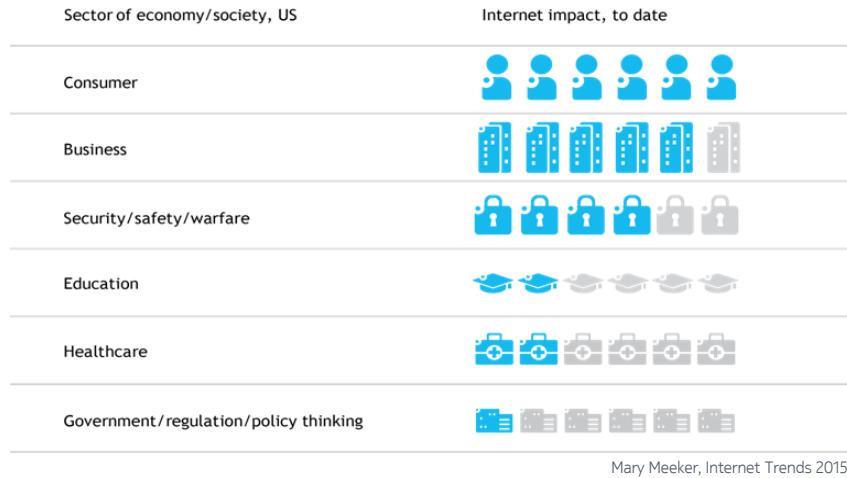 Sector of economy/society, US Internet impact, to date
Consumer
Business
Security/safety/warfare
Education
Healthcare
Government/regulation/policy thinking
Mary Meeker, Internet Trends 2015